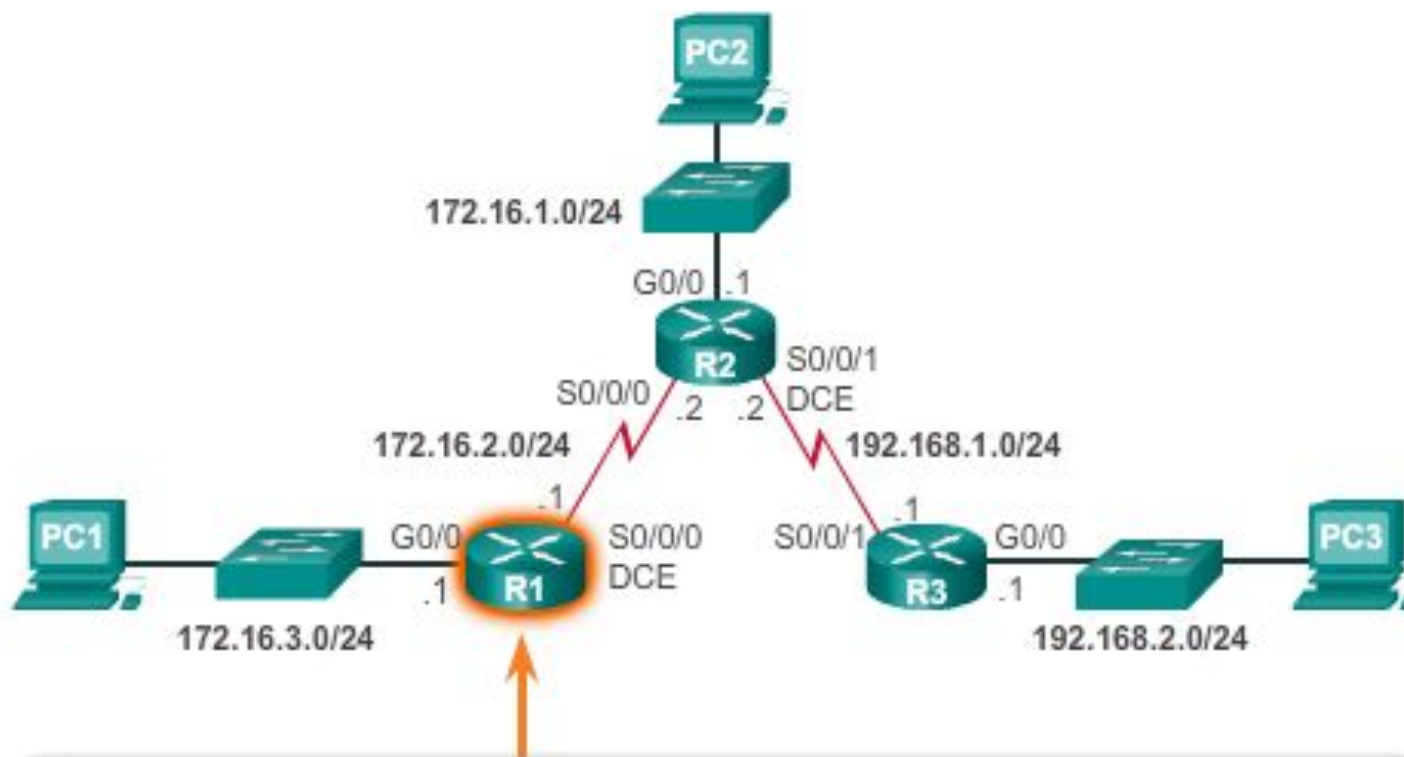 PC2
172.16.1.0/24
G0/0 .1
R2
S0/0/1
DCE
S0/0/0
.2 .2
172.16.2.0/24
192.168.1.0/24
.1
S0/0/0
DCE
PC1
G0/0
R1
.1
172.16.3.0/24
S0/0/1
.1
G0/0
R3
.1
PC3
192.168.2.0/24